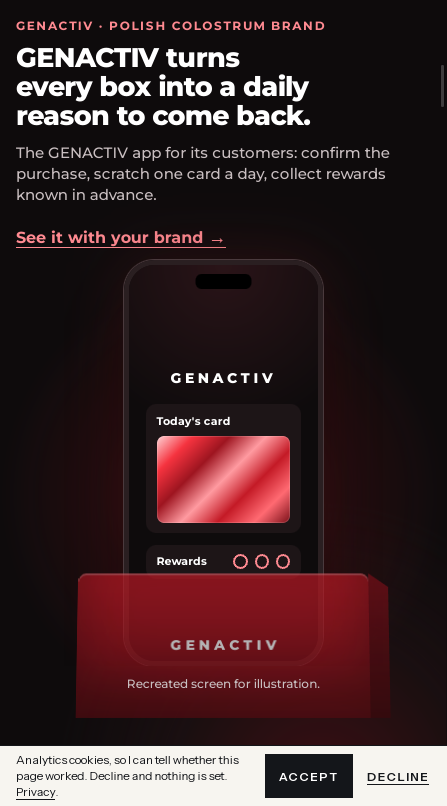 GENACTIV · POLISH COLOSTRUM BRAND
GENACTIV turns
every box into a daily
reason to come back.
The GENACTIV app for its customers: confirm the
purchase, scratch one card a day, collect rewards
known in advance.
See it with your brand →
GENACTIV
Today's card
Rewards
GENACTIV
Recreated screen for illustration.
Analytics cookies, so I can tell whether this
page worked. Decline and nothing is set.
Privacy.
ACCEPT
DECLINE